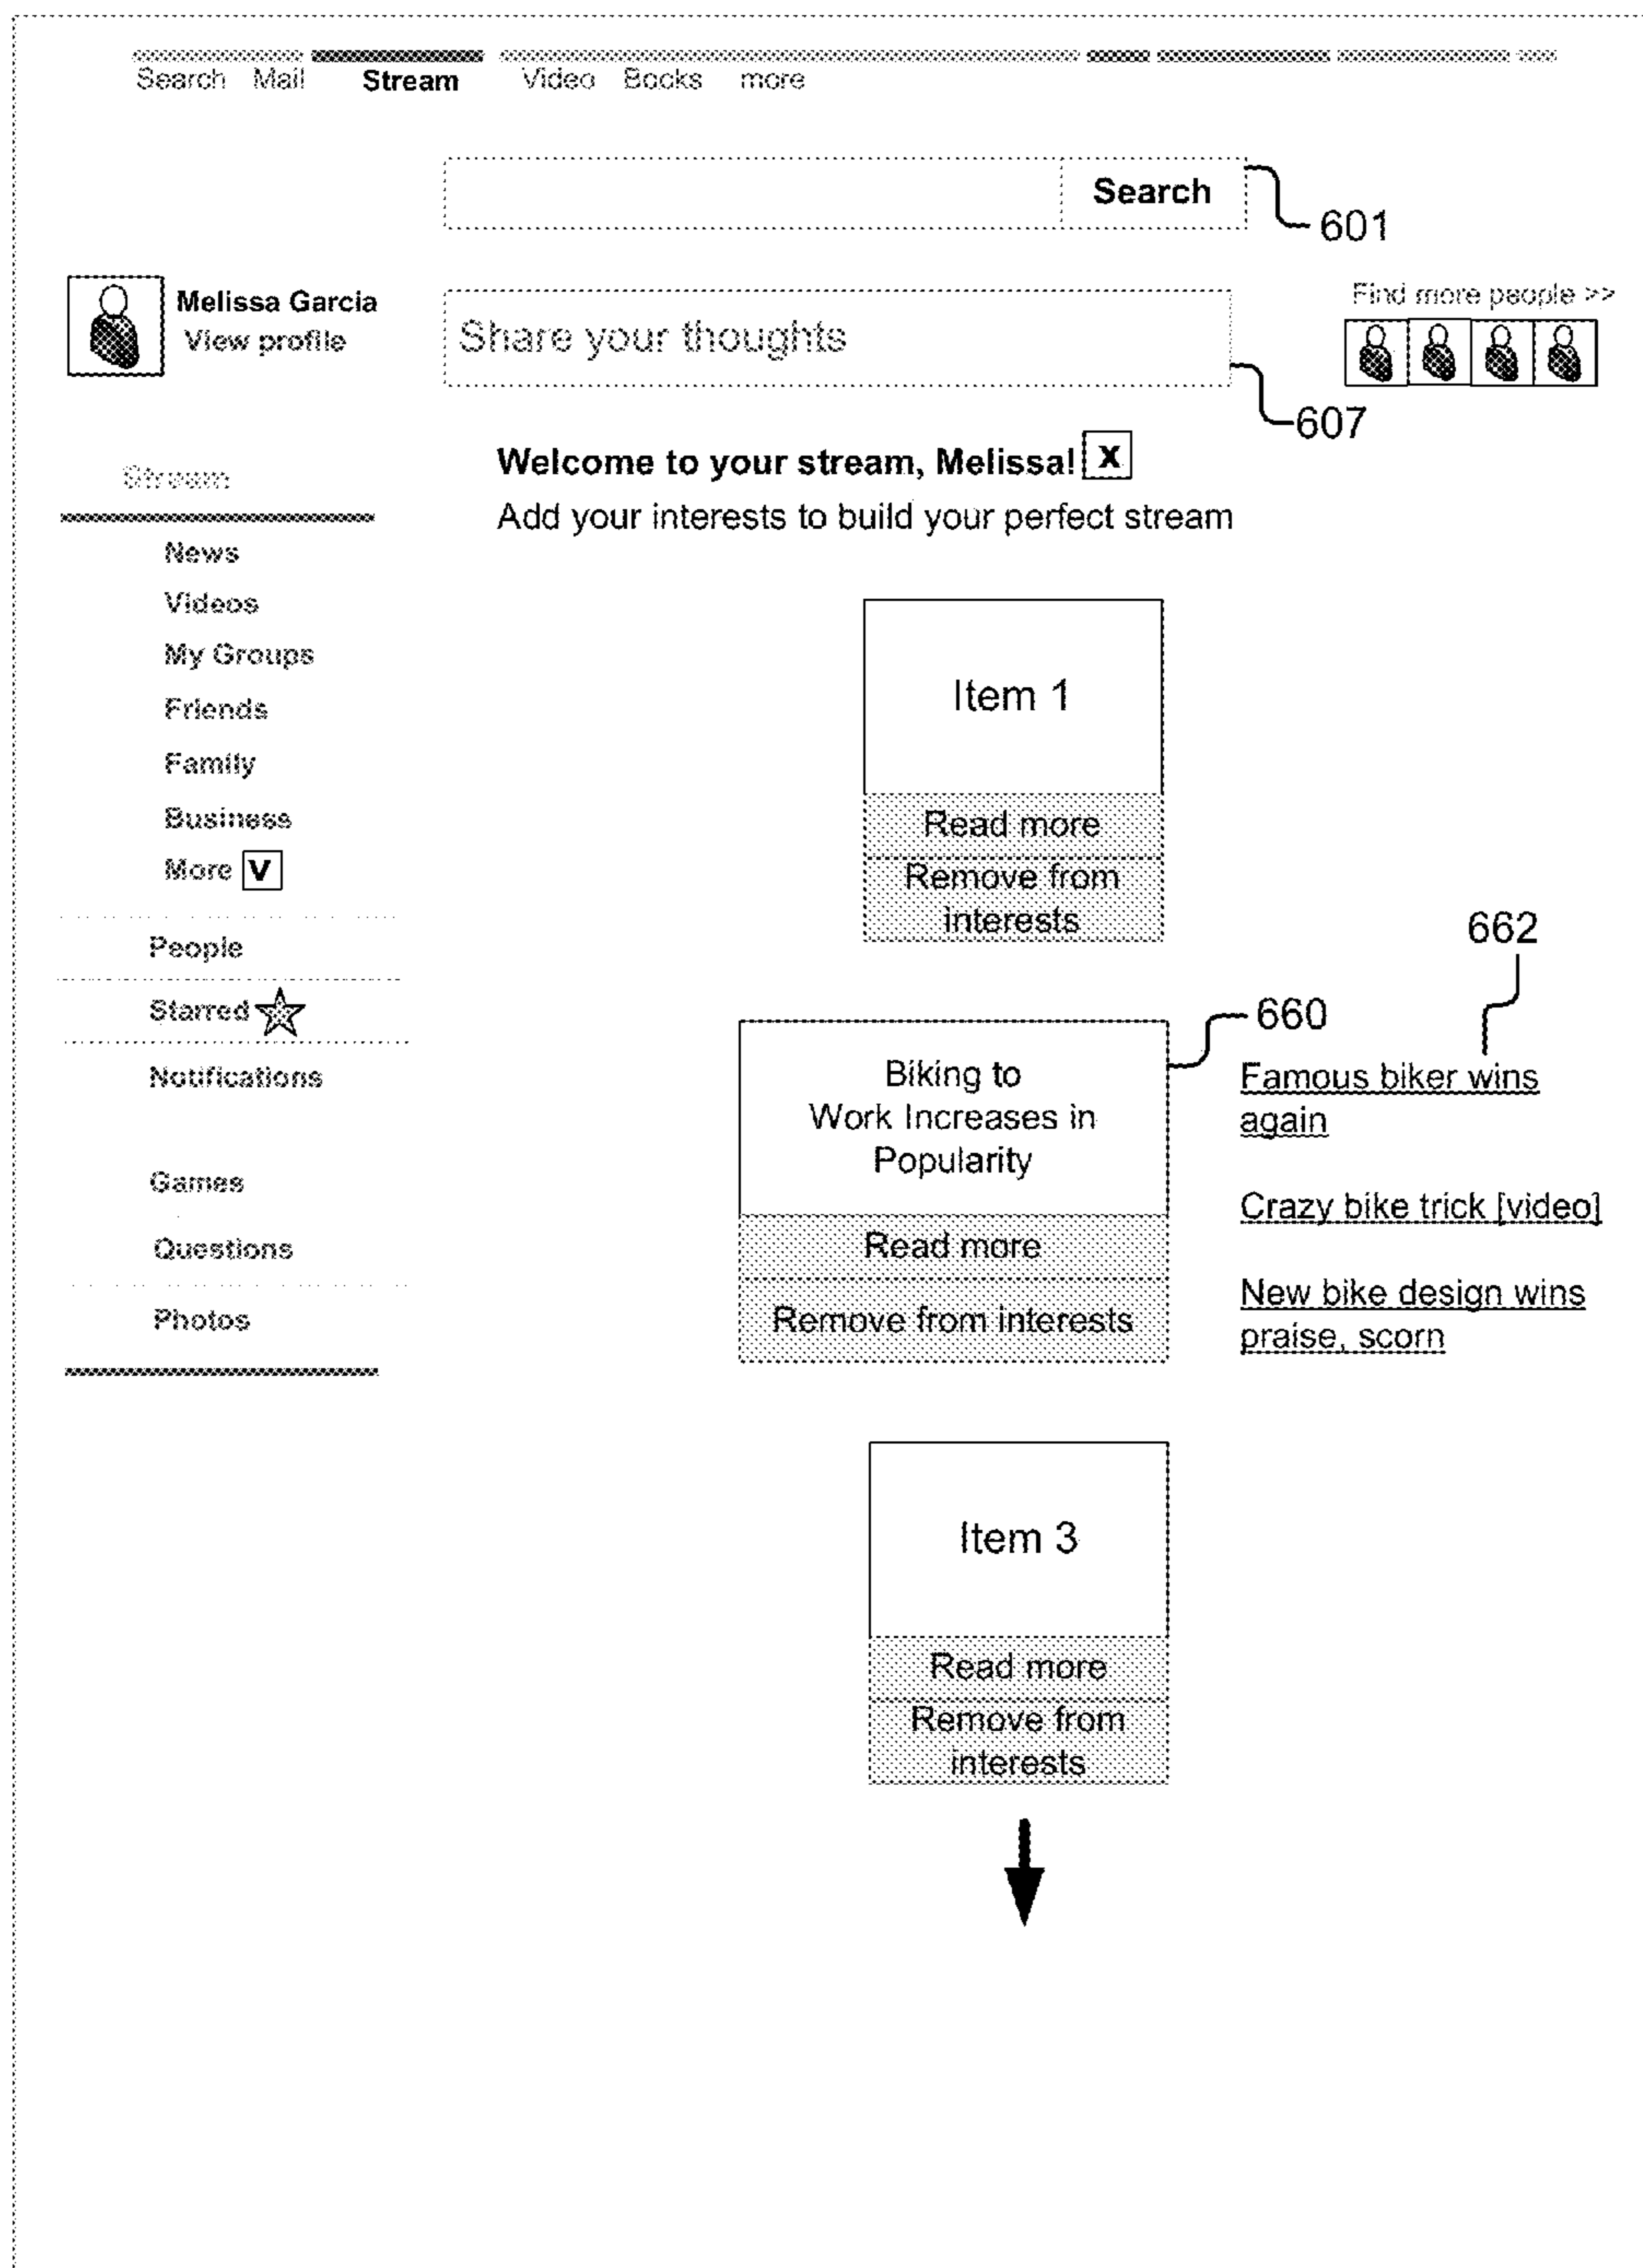 Search Mail Stream Video Books more
Search
601
Melissa Garcia
View profile
Share your thoughts
607
Find more people >>
Welcome to your stream, Melissa! X
Add your interests to build your perfect stream
Stream
News
Videos
My Groups
Friends
Family
Business
More V
People
Starred
Notifications
Games
Questions
Photos
Item 1
Read more
Remove from
interests
660
Biking to
Work Increases in
Popularity
Read more
Remove from interests
662
Famous biker wins
again
Crazy bike trick [video]
New bike design wins
praise, scorn
Item 3
Read more
Remove from
interests